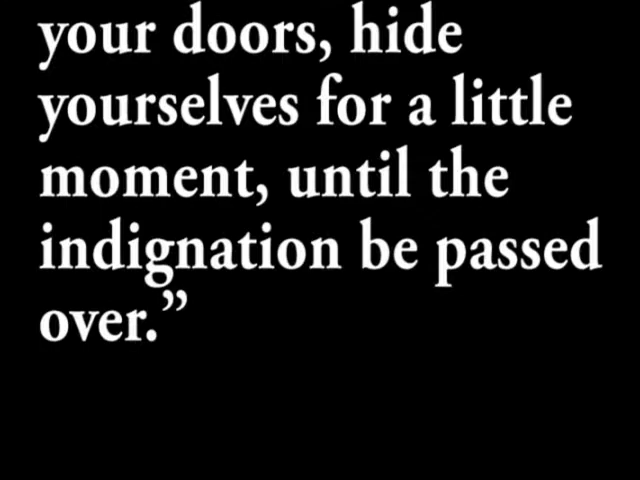 your doors, hide
yourselves for a little
moment, until the
indignation be passed
over.”